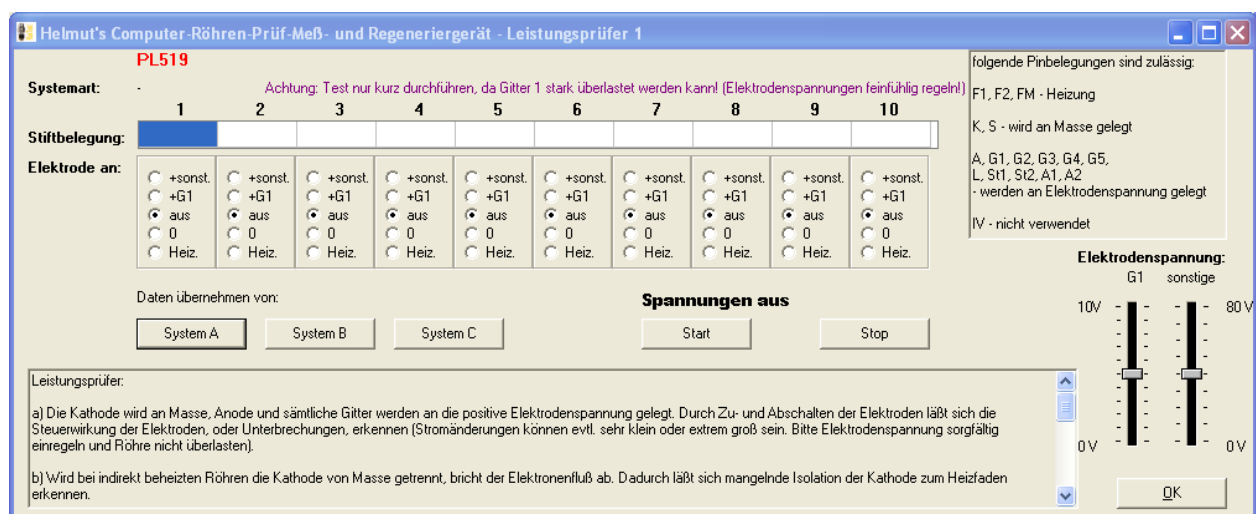 Helmut's Computer-Röhren-Prüf-Meß- und Regeneriergerät - Leistungsprüfer 1
PL519
Systemart: -
Achtung: Test nur kurz durchführen, da Gitter 1 stark überlastet werden kann! (Elektrodenspannungen feinfühlig regeln!)
1 2 3 4 5 6 7 8 9 10
Stiftbelegung:
Elektrode an:
+sonst. +sonst. +sonst. +sonst. +sonst. +sonst. +sonst. +sonst. +sonst. +sonst.
+G1 +G1 +G1 +G1 +G1 +G1 +G1 +G1 +G1 +G1
aus aus aus aus aus aus aus aus aus aus
0 0 0 0 0 0 0 0 0 0
Heiz. Heiz. Heiz. Heiz. Heiz. Heiz. Heiz. Heiz. Heiz. Heiz.
folgende Pinbelegungen sind zulässig:
F1, F2, FM - Heizung
K, S - wird an Masse gelegt
A, G1, G2, G3, G4, G5,
L, St1, St2, A1, A2
- werden an Elektrodenspannung gelegt
IV - nicht verwendet
Daten übernehmen von:
System A System B System C
Spannungen aus
Start Stop
Elektrodenspannung:
G1 sonstige
10V 80 V
0 V 0 V
Leistungsprüfer:
a) Die Kathode wird an Masse, Anode und sämtliche Gitter werden an die positive Elektrodenspannung gelegt. Durch Zu- und Abschalten der Elektroden läßt sich die
Steuerwirkung der Elektroden, oder Unterbrechungen, erkennen (Stromänderungen können evtl. sehr klein oder extrem groß sein. Bitte Elektrodenspannung sorgfältig
einregeln und Röhre nicht überlasten).
b) Wird bei indirekt beheizten Röhren die Kathode von Masse getrennt, bricht der Elektronenfluß ab. Dadurch läßt sich mangelnde Isolation der Kathode zum Heizfaden
erkennen.
OK